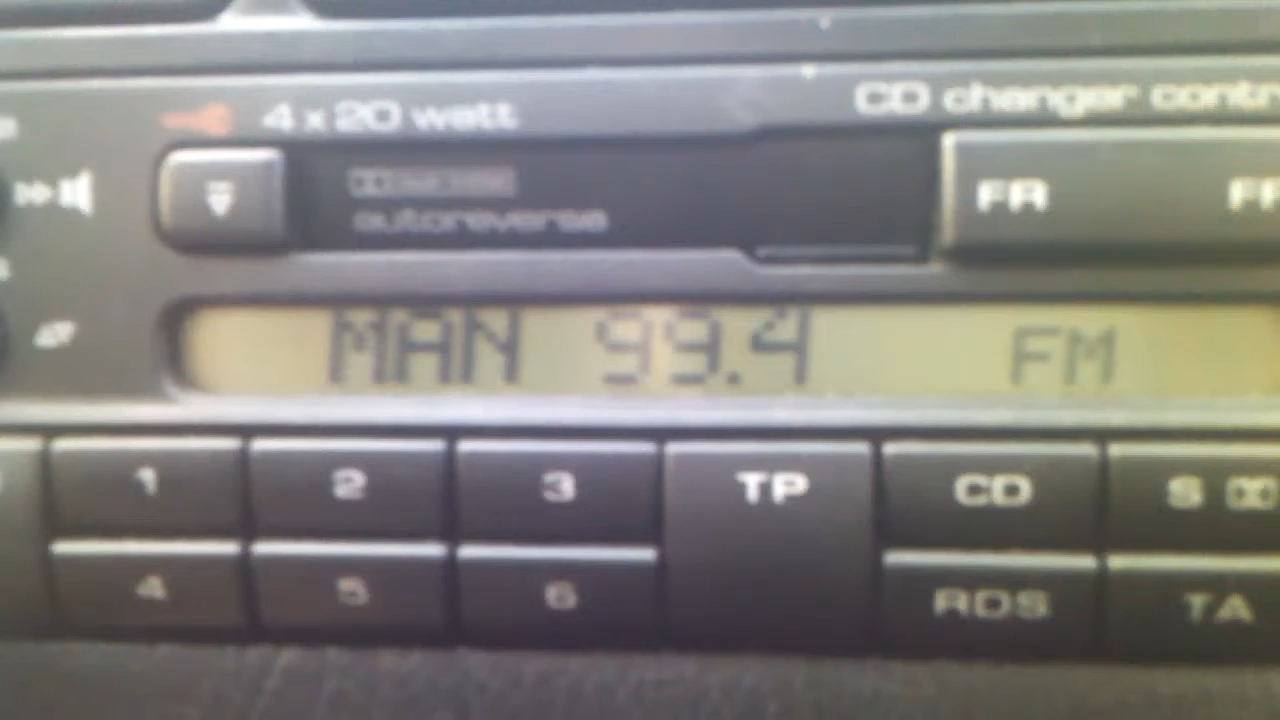 4 x 20 watt
CD changer
autoreverse
FR
MAN 99.4 FM
1 2 3 TP CD S
4 5 6 RDS TA